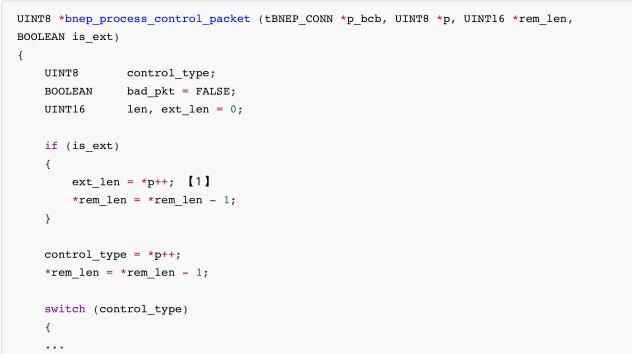 UINT8 *bnep_process_control_packet (tBNEP_CONN *p_bcb, UINT8 *p, UINT16 *rem_len,
BOOLEAN is_ext)
{
    UINT8       control_type;
    BOOLEAN     bad_pkt = FALSE;
    UINT16      len, ext_len = 0;

    if (is_ext)
    {
        ext_len = *p++; 【1】
        *rem_len = *rem_len - 1;
    }

    control_type = *p++;
    *rem_len = *rem_len - 1;

    switch (control_type)
    {
    ...